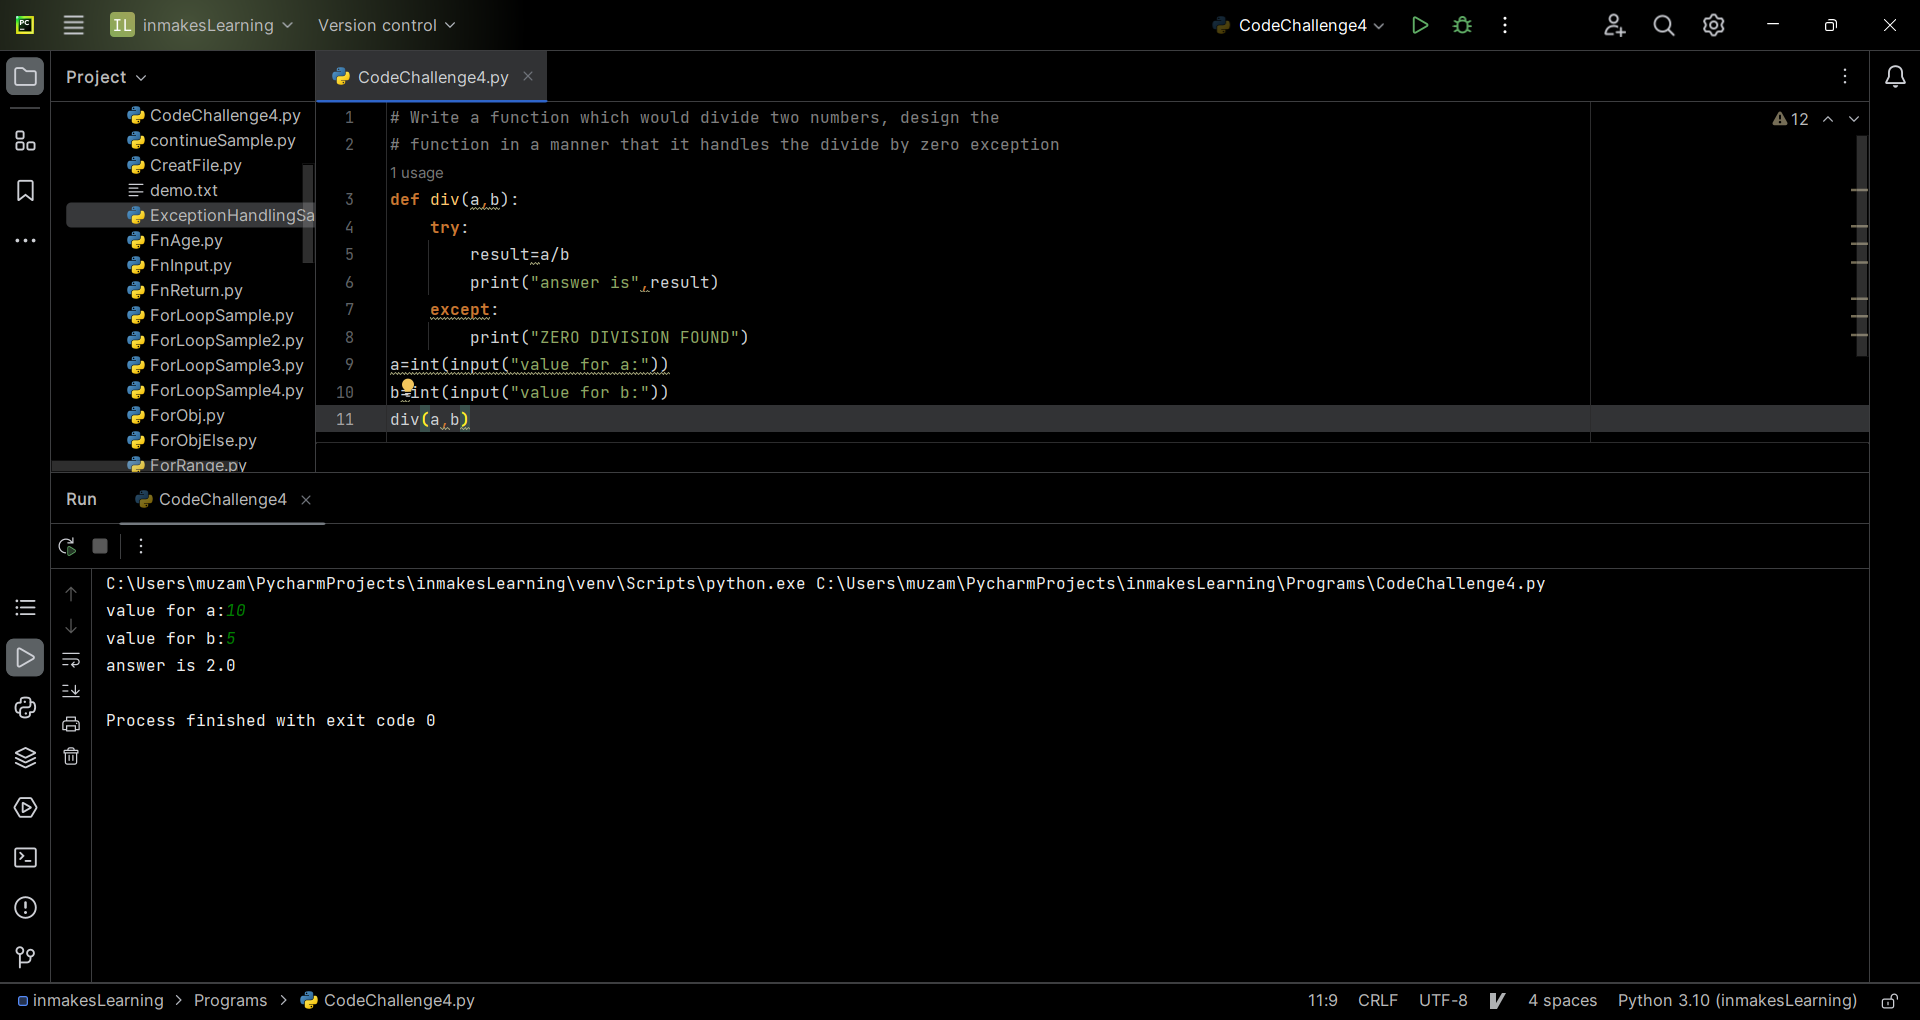 PC
IL inmakesLearning Version control CodeChallenge4
Project
CodeChallenge4.py
CodeChallenge4.py
continueSample.py
CreatFile.py
demo.txt
ExceptionHandlingSa
FnAge.py
FnInput.py
FnReturn.py
ForLoopSample.py
ForLoopSample2.py
ForLoopSample3.py
ForLoopSample4.py
ForObj.py
ForObjElse.py
ForRange.py
12
1 # Write a function which would divide two numbers, design the
2 # function in a manner that it handles the divide by zero exception
1 usage
3 def div(a,b):
4     try:
5         result=a/b
6         print("answer is",result)
7     except:
8         print("ZERO DIVISION FOUND")
9 a=int(input("value for a:"))
10 b=int(input("value for b:"))
11 div(a,b)
Run CodeChallenge4
C:\Users\muzam\PycharmProjects\inmakesLearning\venv\Scripts\python.exe C:\Users\muzam\PycharmProjects\inmakesLearning\Programs\CodeChallenge4.py
value for a:10
value for b:5
answer is 2.0
Process finished with exit code 0
inmakesLearning > Programs > CodeChallenge4.py 11:9 CRLF UTF-8 4 spaces Python 3.10 (inmakesLearning)